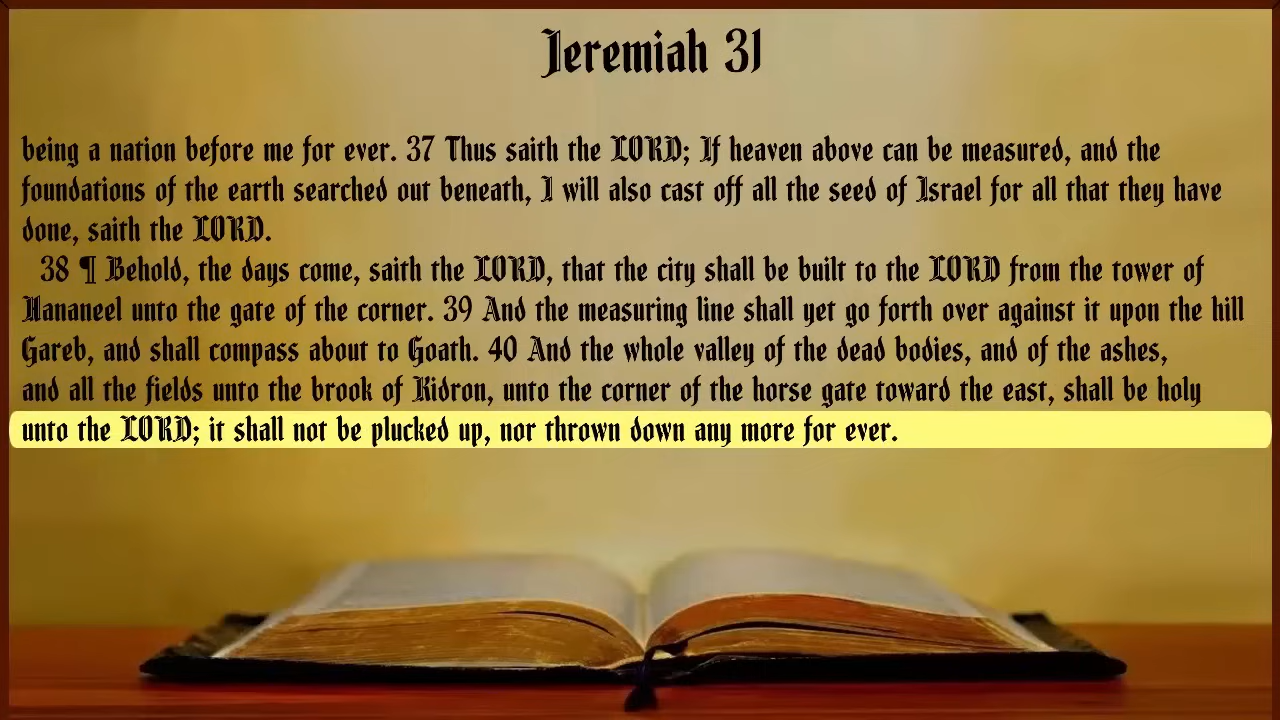 Jeremiah 31
being a nation before me for ever. 37 Thus saith the LORD; If heaven above can be measured, and the
foundations of the earth searched out beneath, I will also cast off all the seed of Israel for all that they have
done, saith the LORD.
38 ¶ Behold, the days come, saith the LORD, that the city shall be built to the LORD from the tower of
Hananeel unto the gate of the corner. 39 And the measuring line shall yet go forth over against it upon the hill
Gareb, and shall compass about to Goath. 40 And the whole valley of the dead bodies, and of the ashes,
and all the fields unto the brook of Kidron, unto the corner of the horse gate toward the east, shall be holy
unto the LORD; it shall not be plucked up, nor thrown down any more for ever.